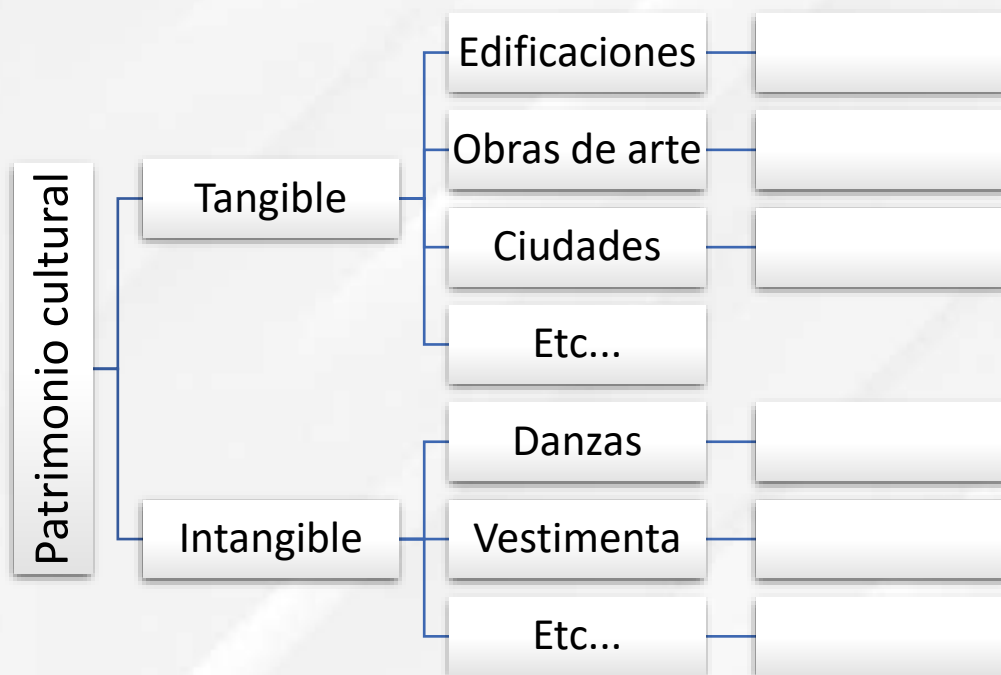 Patrimonio cultural
Tangible
Edificaciones
Obras de arte
Ciudades
Etc...
Intangible
Danzas
Vestimenta
Etc...